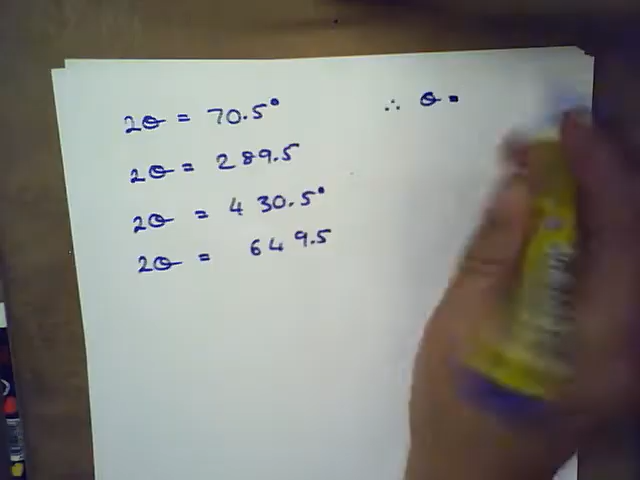 2θ = 70.5°
∴ θ =
2θ = 289.5
2θ = 430.5°
2θ = 649.5